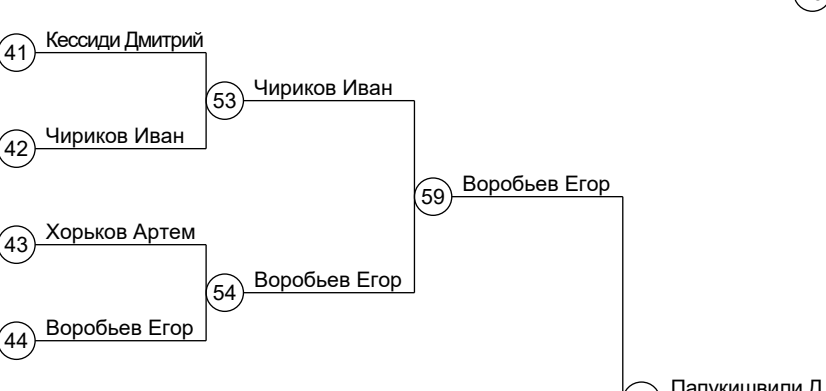 41 Кессиди Дмитрий
53 Чириков Иван
42 Чириков Иван
59 Воробьев Егор
43 Хорьков Артем
54 Воробьев Егор
44 Воробьев Егор